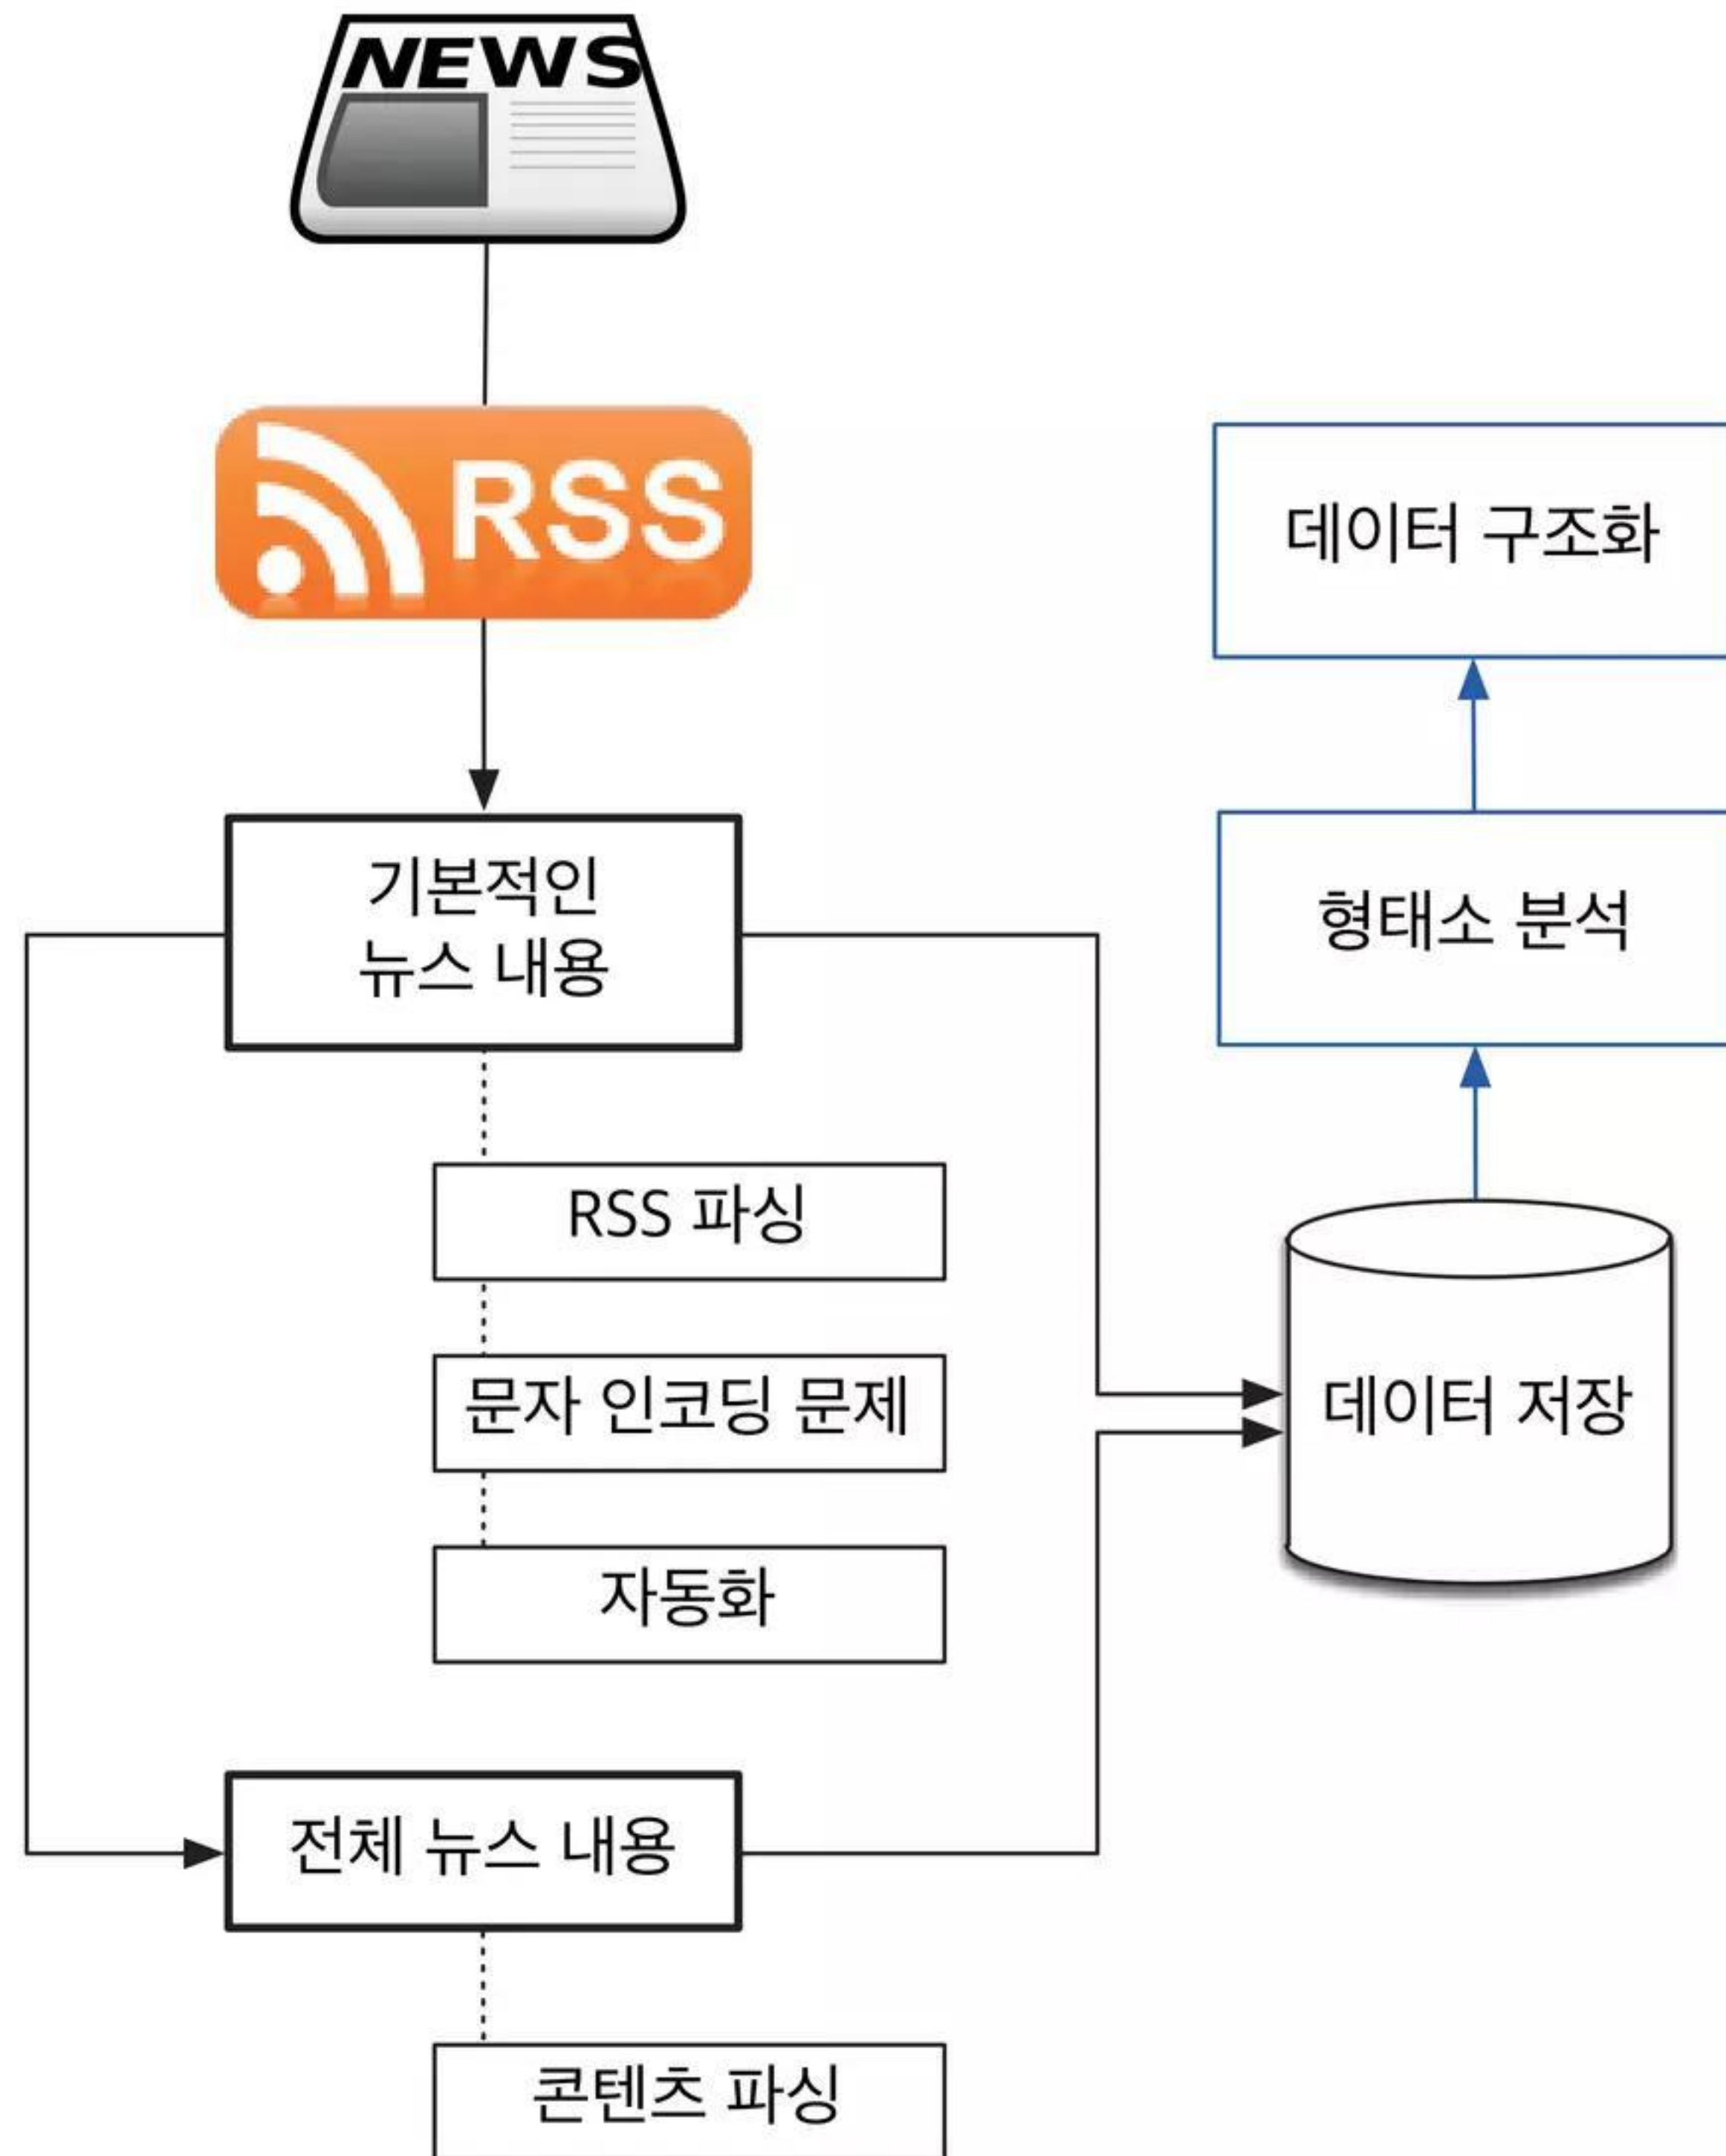 NEWS
RSS
기본적인
뉴스 내용
RSS 파싱
문자 인코딩 문제
자동화
전체 뉴스 내용
콘텐츠 파싱
데이터 구조화
형태소 분석
데이터 저장